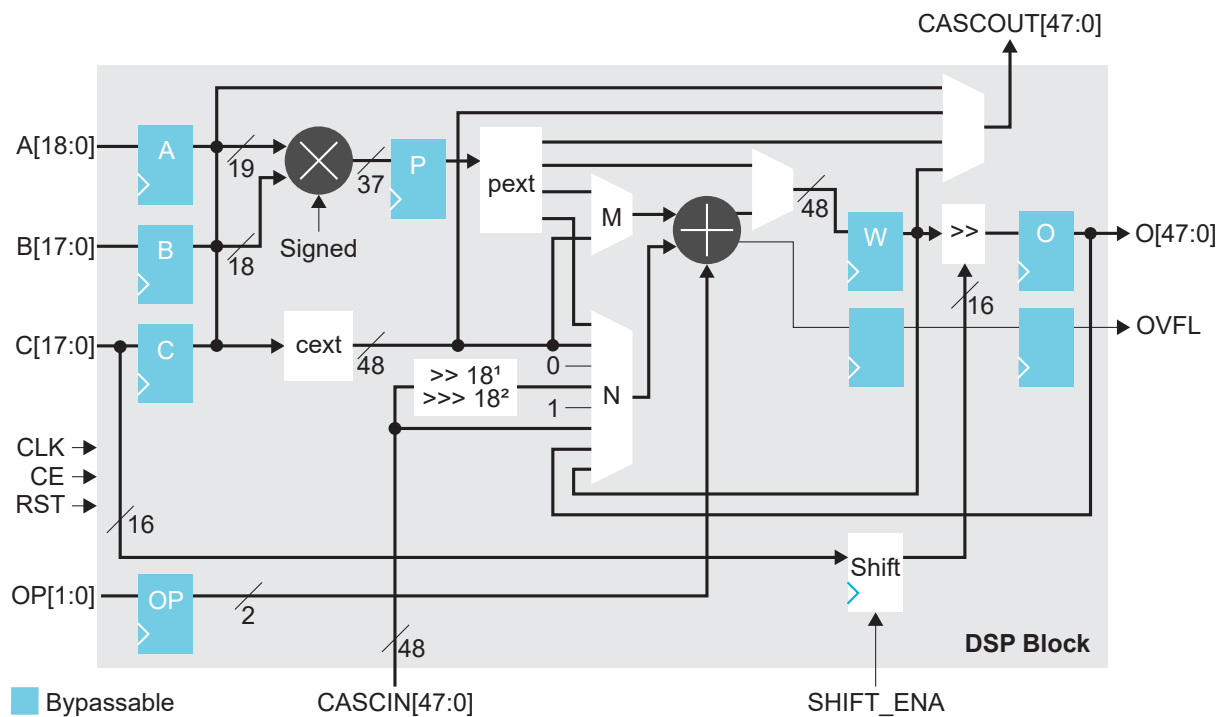 CASCOUT[47:0]
A[18:0]
A
19
37
P
pext
M
48
B[17:0]
B
18
Signed
W
>>
O
O[47:0]
16
OVFL
C[17:0]
C
cext
48
0
>> 18¹
>>> 18²
1
N
CLK
CE
RST
16
Shift
OP[1:0]
OP
2
48
DSP Block
Bypassable
CASCIN[47:0]
SHIFT_ENA